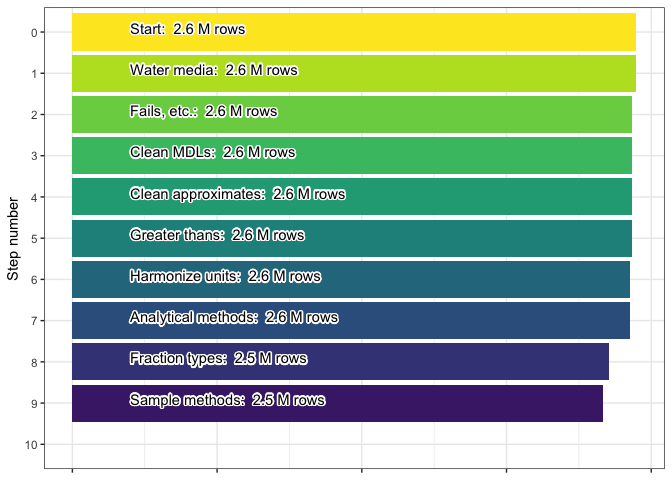 Step number
0
Start:  2.6 M rows
1
Water media:  2.6 M rows
2
Fails, etc.:  2.6 M rows
3
Clean MDLs:  2.6 M rows
4
Clean approximates:  2.6 M rows
5
Greater thans:  2.6 M rows
6
Harmonize units:  2.6 M rows
7
Analytical methods:  2.6 M rows
8
Fraction types:  2.5 M rows
9
Sample methods:  2.5 M rows
10